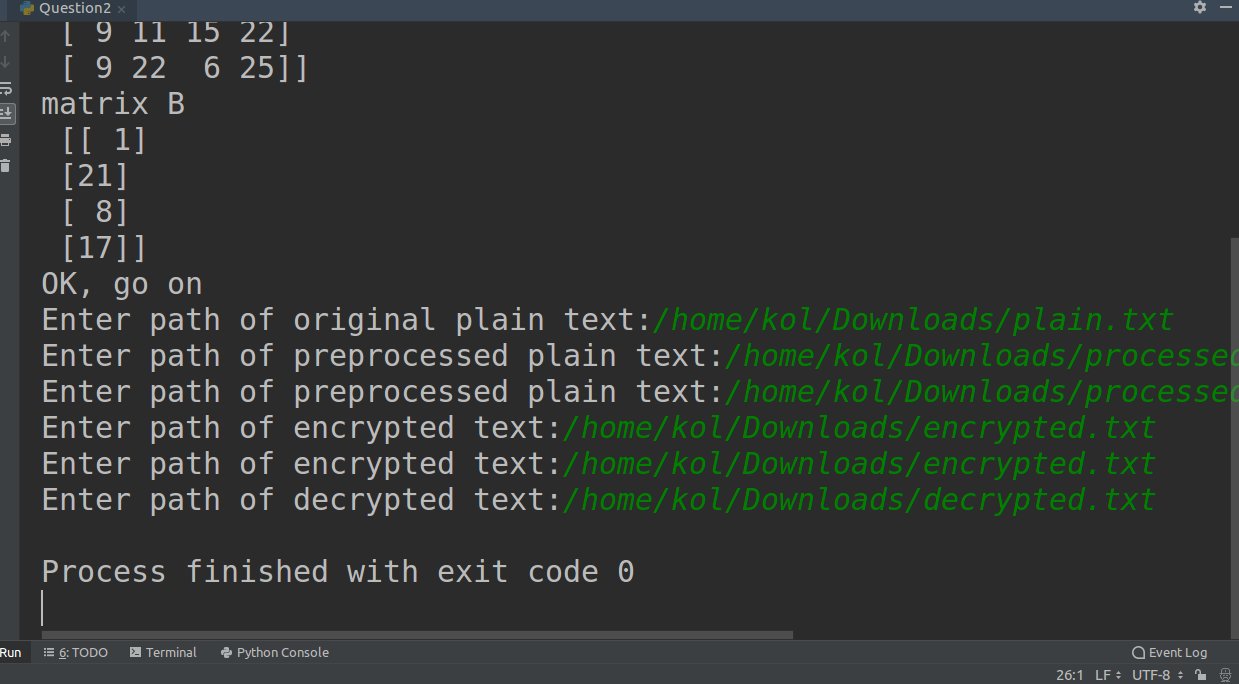 Question2
[ 9 11 15 22]
[ 9 22  6 25]]
matrix B
[[ 1]
[21]
[ 8]
[17]]
OK, go on
Enter path of original plain text:/home/kol/Downloads/plain.txt
Enter path of preprocessed plain text:/home/kol/Downloads/processed
Enter path of preprocessed plain text:/home/kol/Downloads/processed
Enter path of encrypted text:/home/kol/Downloads/encrypted.txt
Enter path of encrypted text:/home/kol/Downloads/encrypted.txt
Enter path of decrypted text:/home/kol/Downloads/decrypted.txt
Process finished with exit code 0
Run 6: TODO Terminal Python Console Event Log
26:1 LF UTF-8